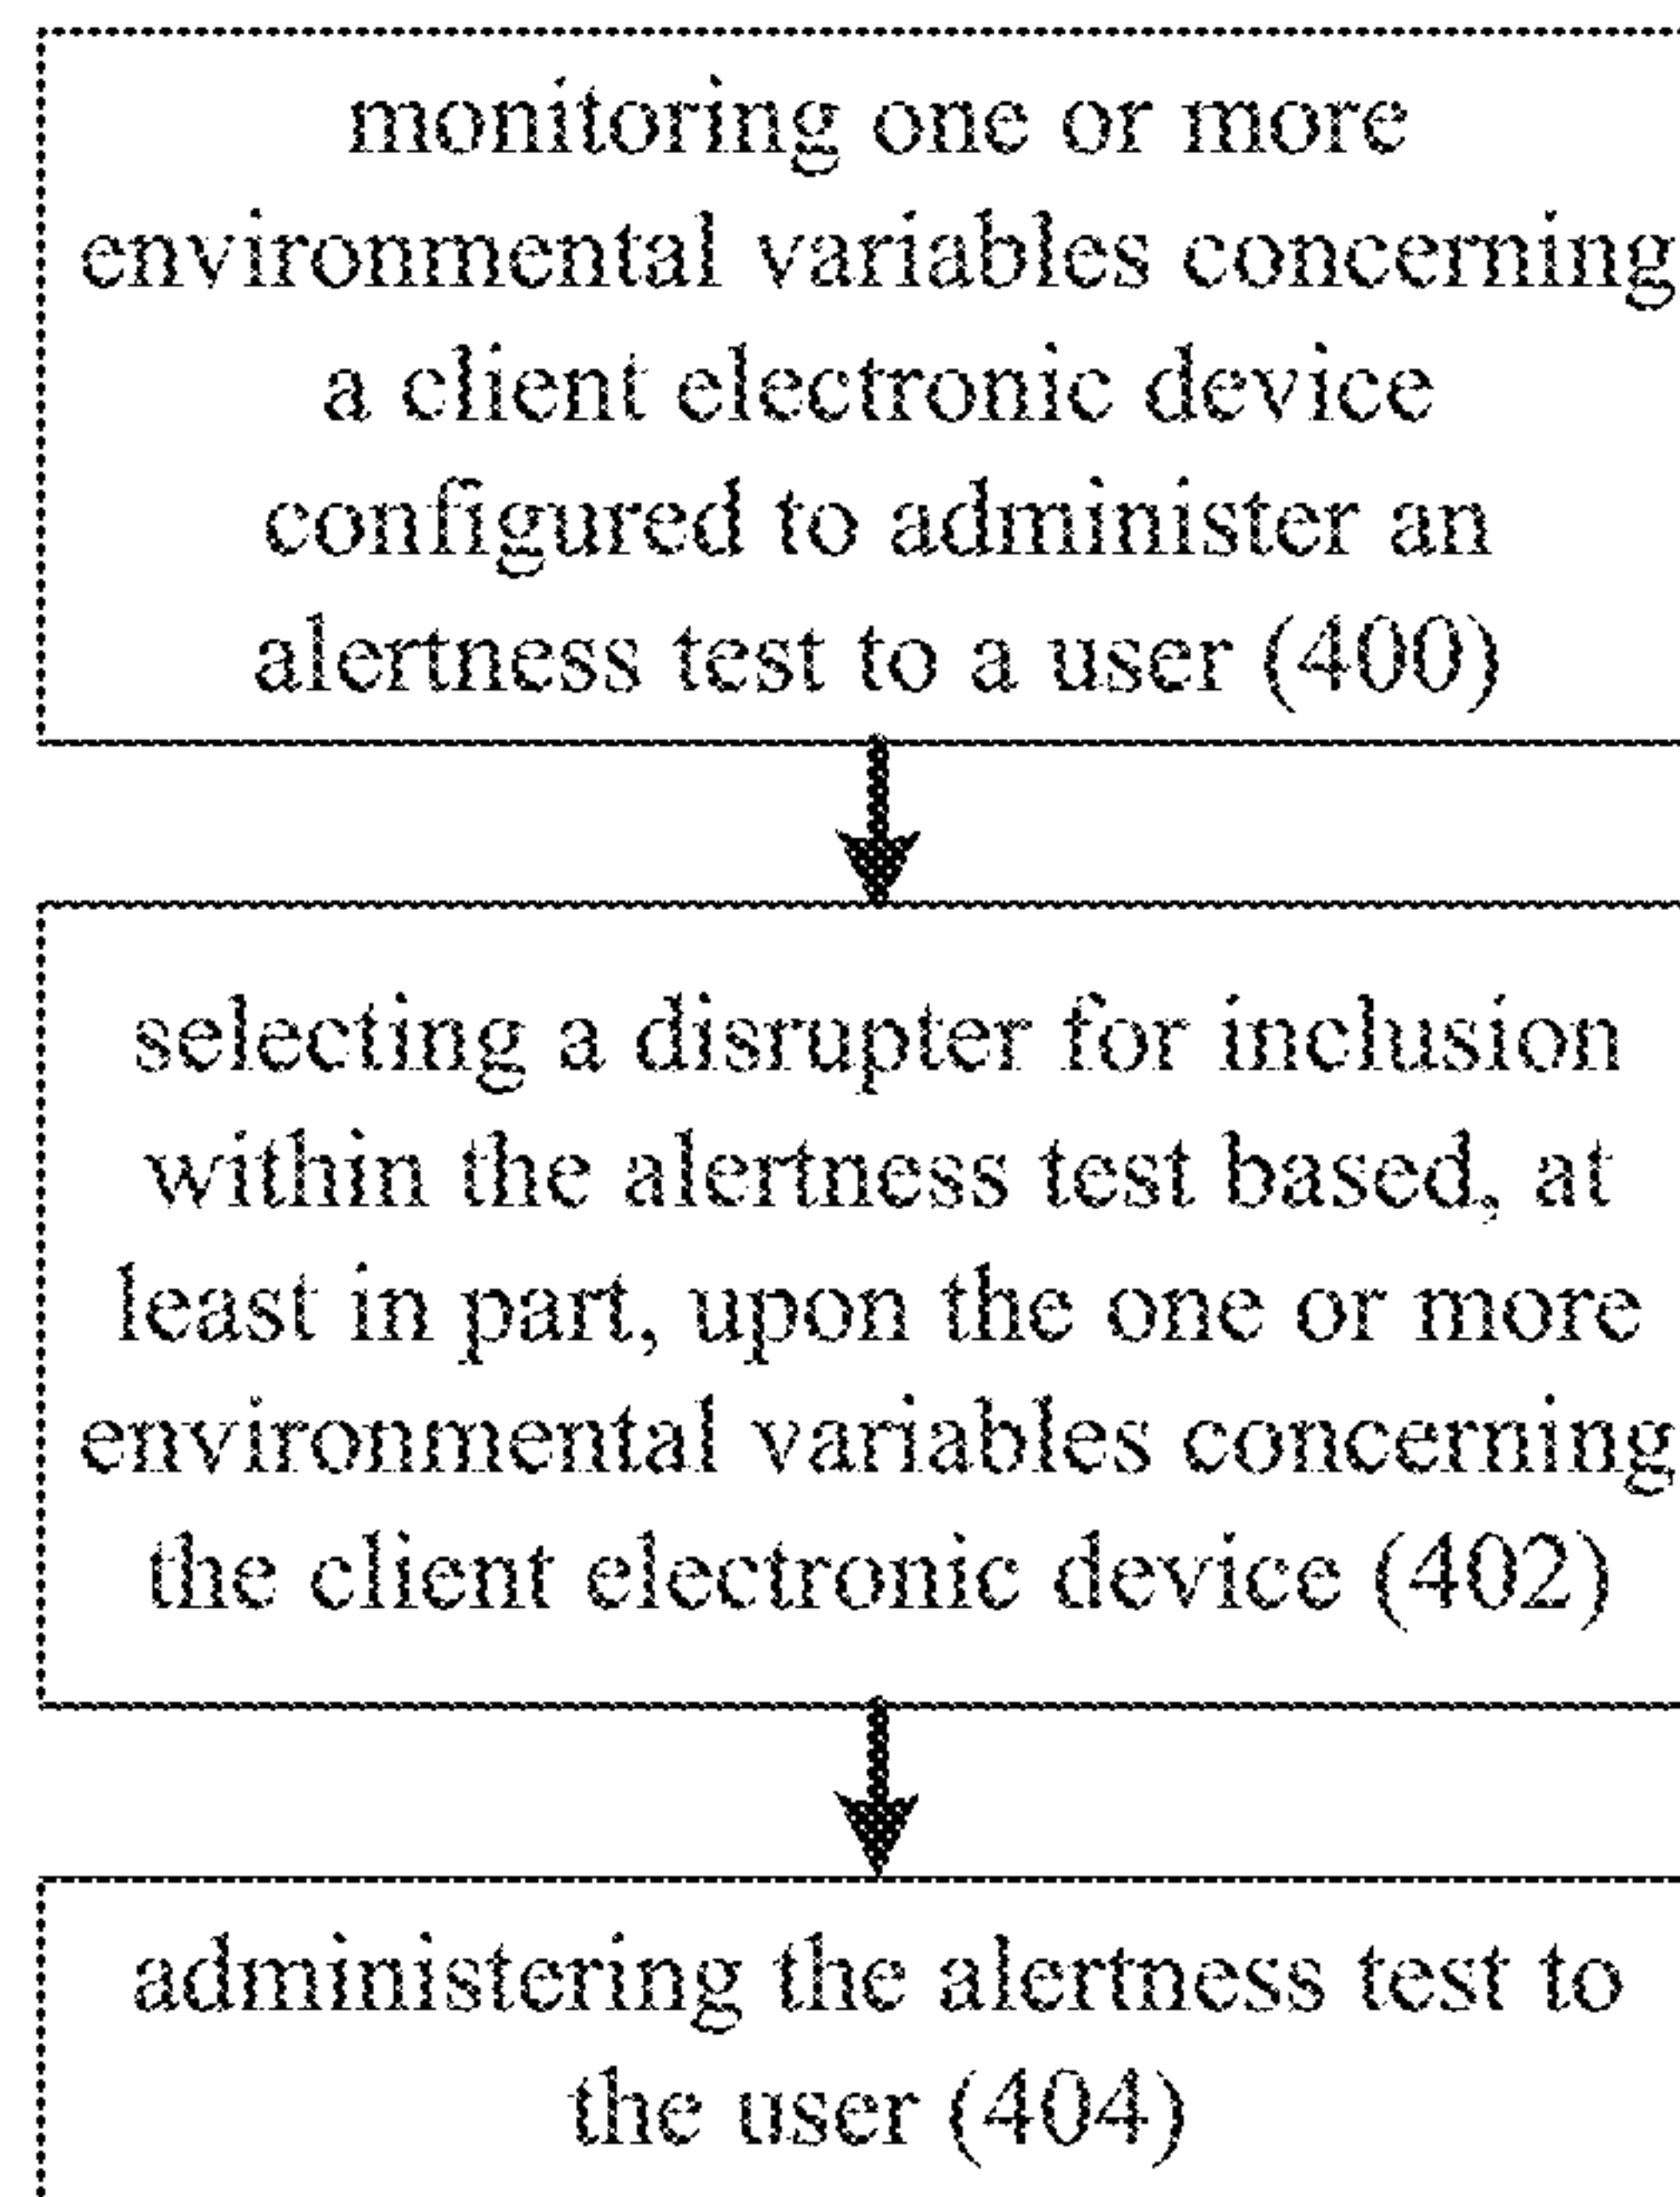 monitoring one or more
environmental variables concerning
a client electronic device
configured to administer an
alertness test to a user (400)
selecting a disrupter for inclusion
within the alertness test based, at
least in part, upon the one or more
environmental variables concerning
the client electronic device (402)
administering the alertness test to
the user (404)